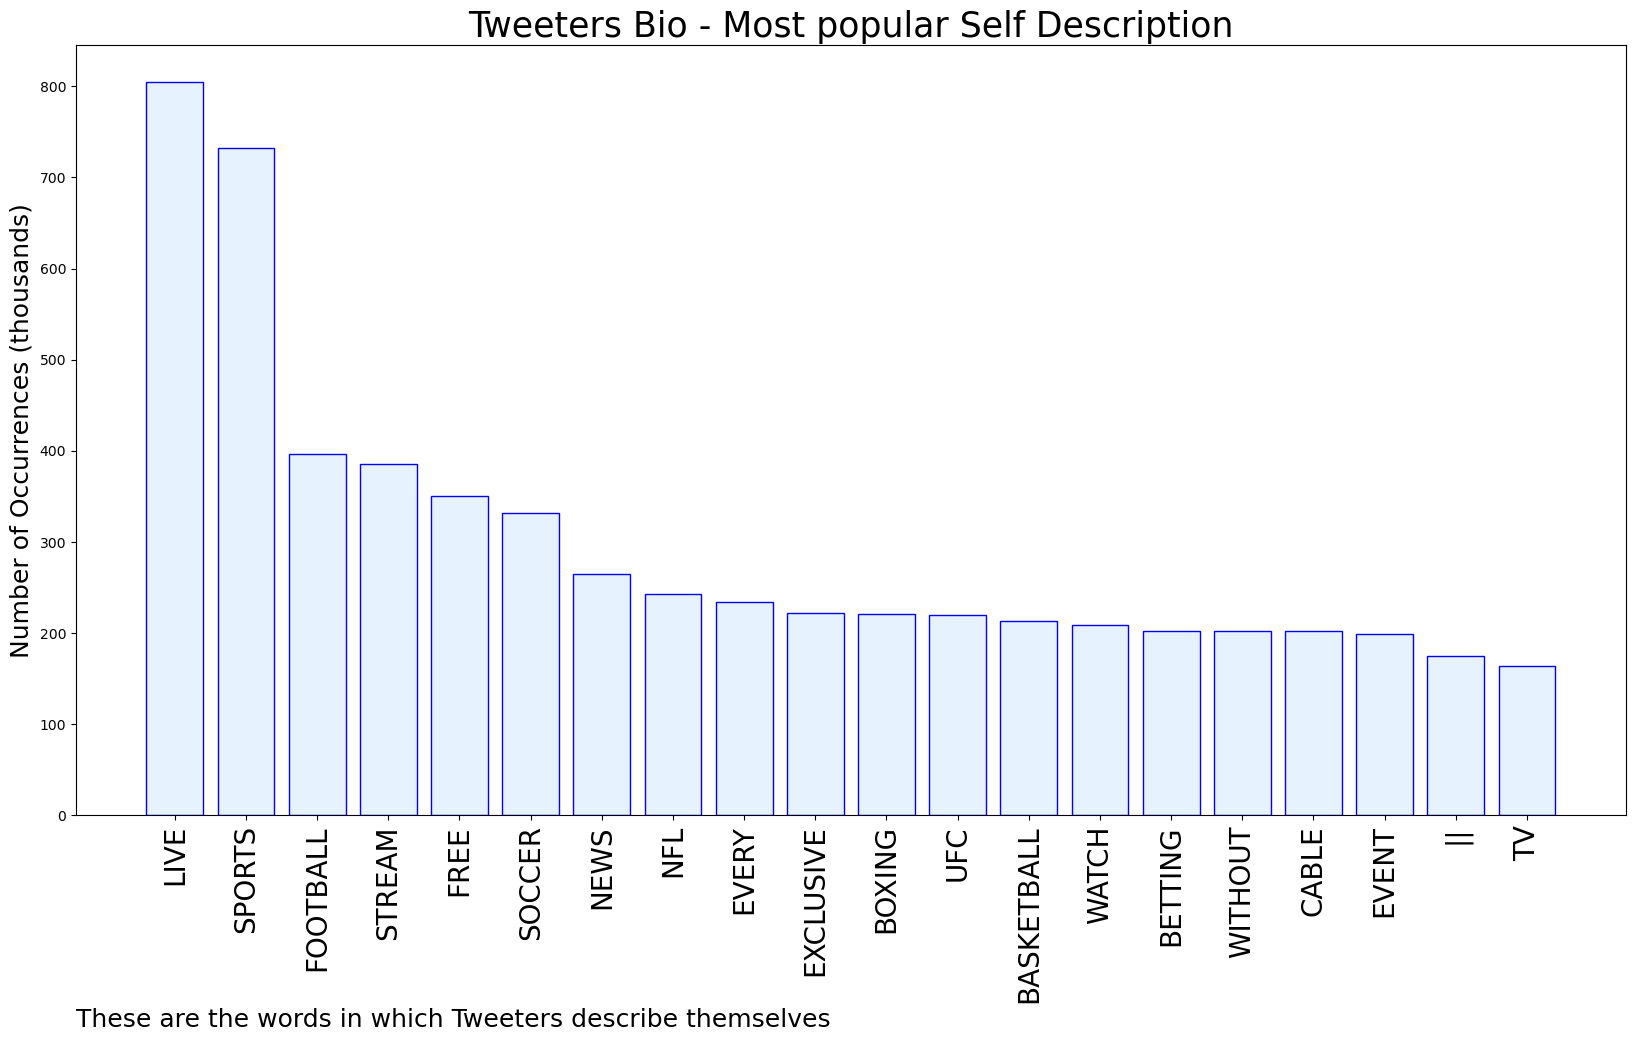 Tweeters Bio - Most popular Self Description
Number of Occurrences (thousands)
800
700
600
500
400
300
200
100
0
LIVE
SPORTS
FOOTBALL
STREAM
FREE
SOCCER
NEWS
NFL
EVERY
EXCLUSIVE
BOXING
UFC
BASKETBALL
WATCH
BETTING
WITHOUT
CABLE
EVENT
||
TV
These are the words in which Tweeters describe themselves